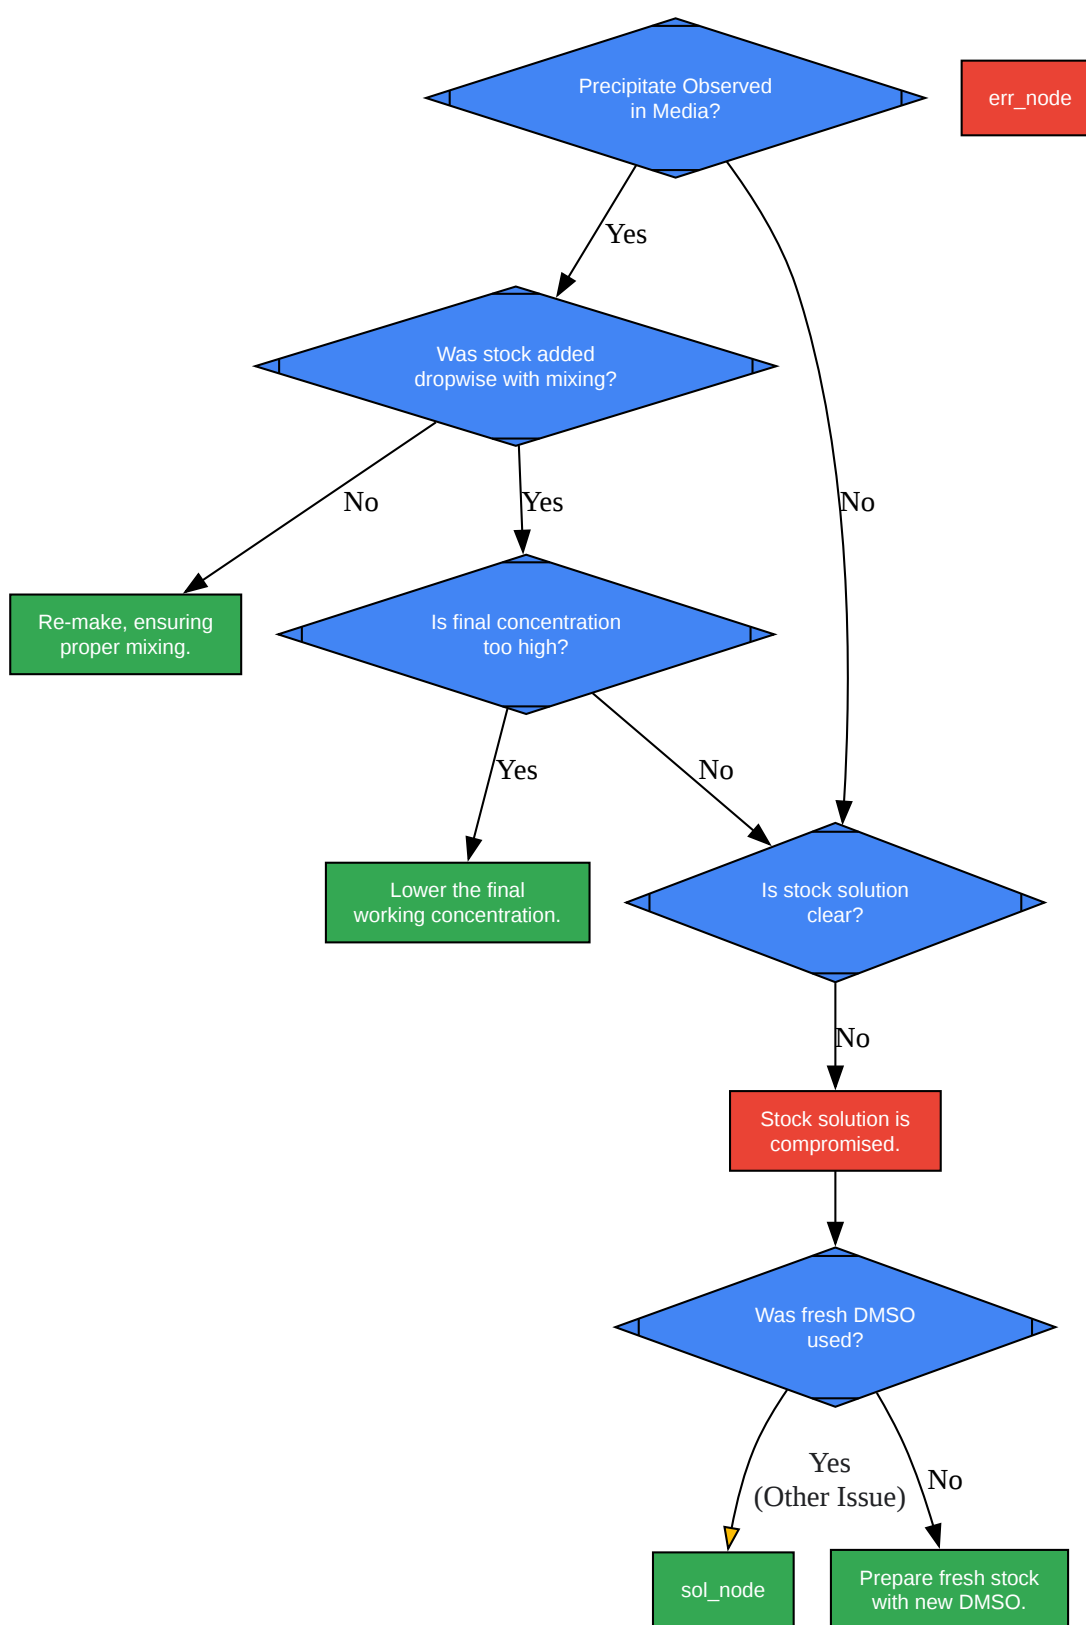 Precipitate Observed
in Media?
err_node
Yes
Was stock added
dropwise with mixing?
No
Yes
No
Re-make, ensuring
proper mixing.
Is final concentration
too high?
Yes
No
Lower the final
working concentration.
Is stock solution
clear?
No
Stock solution is
compromised.
Was fresh DMSO
used?
Yes
(Other Issue)
No
sol_node
Prepare fresh stock
with new DMSO.